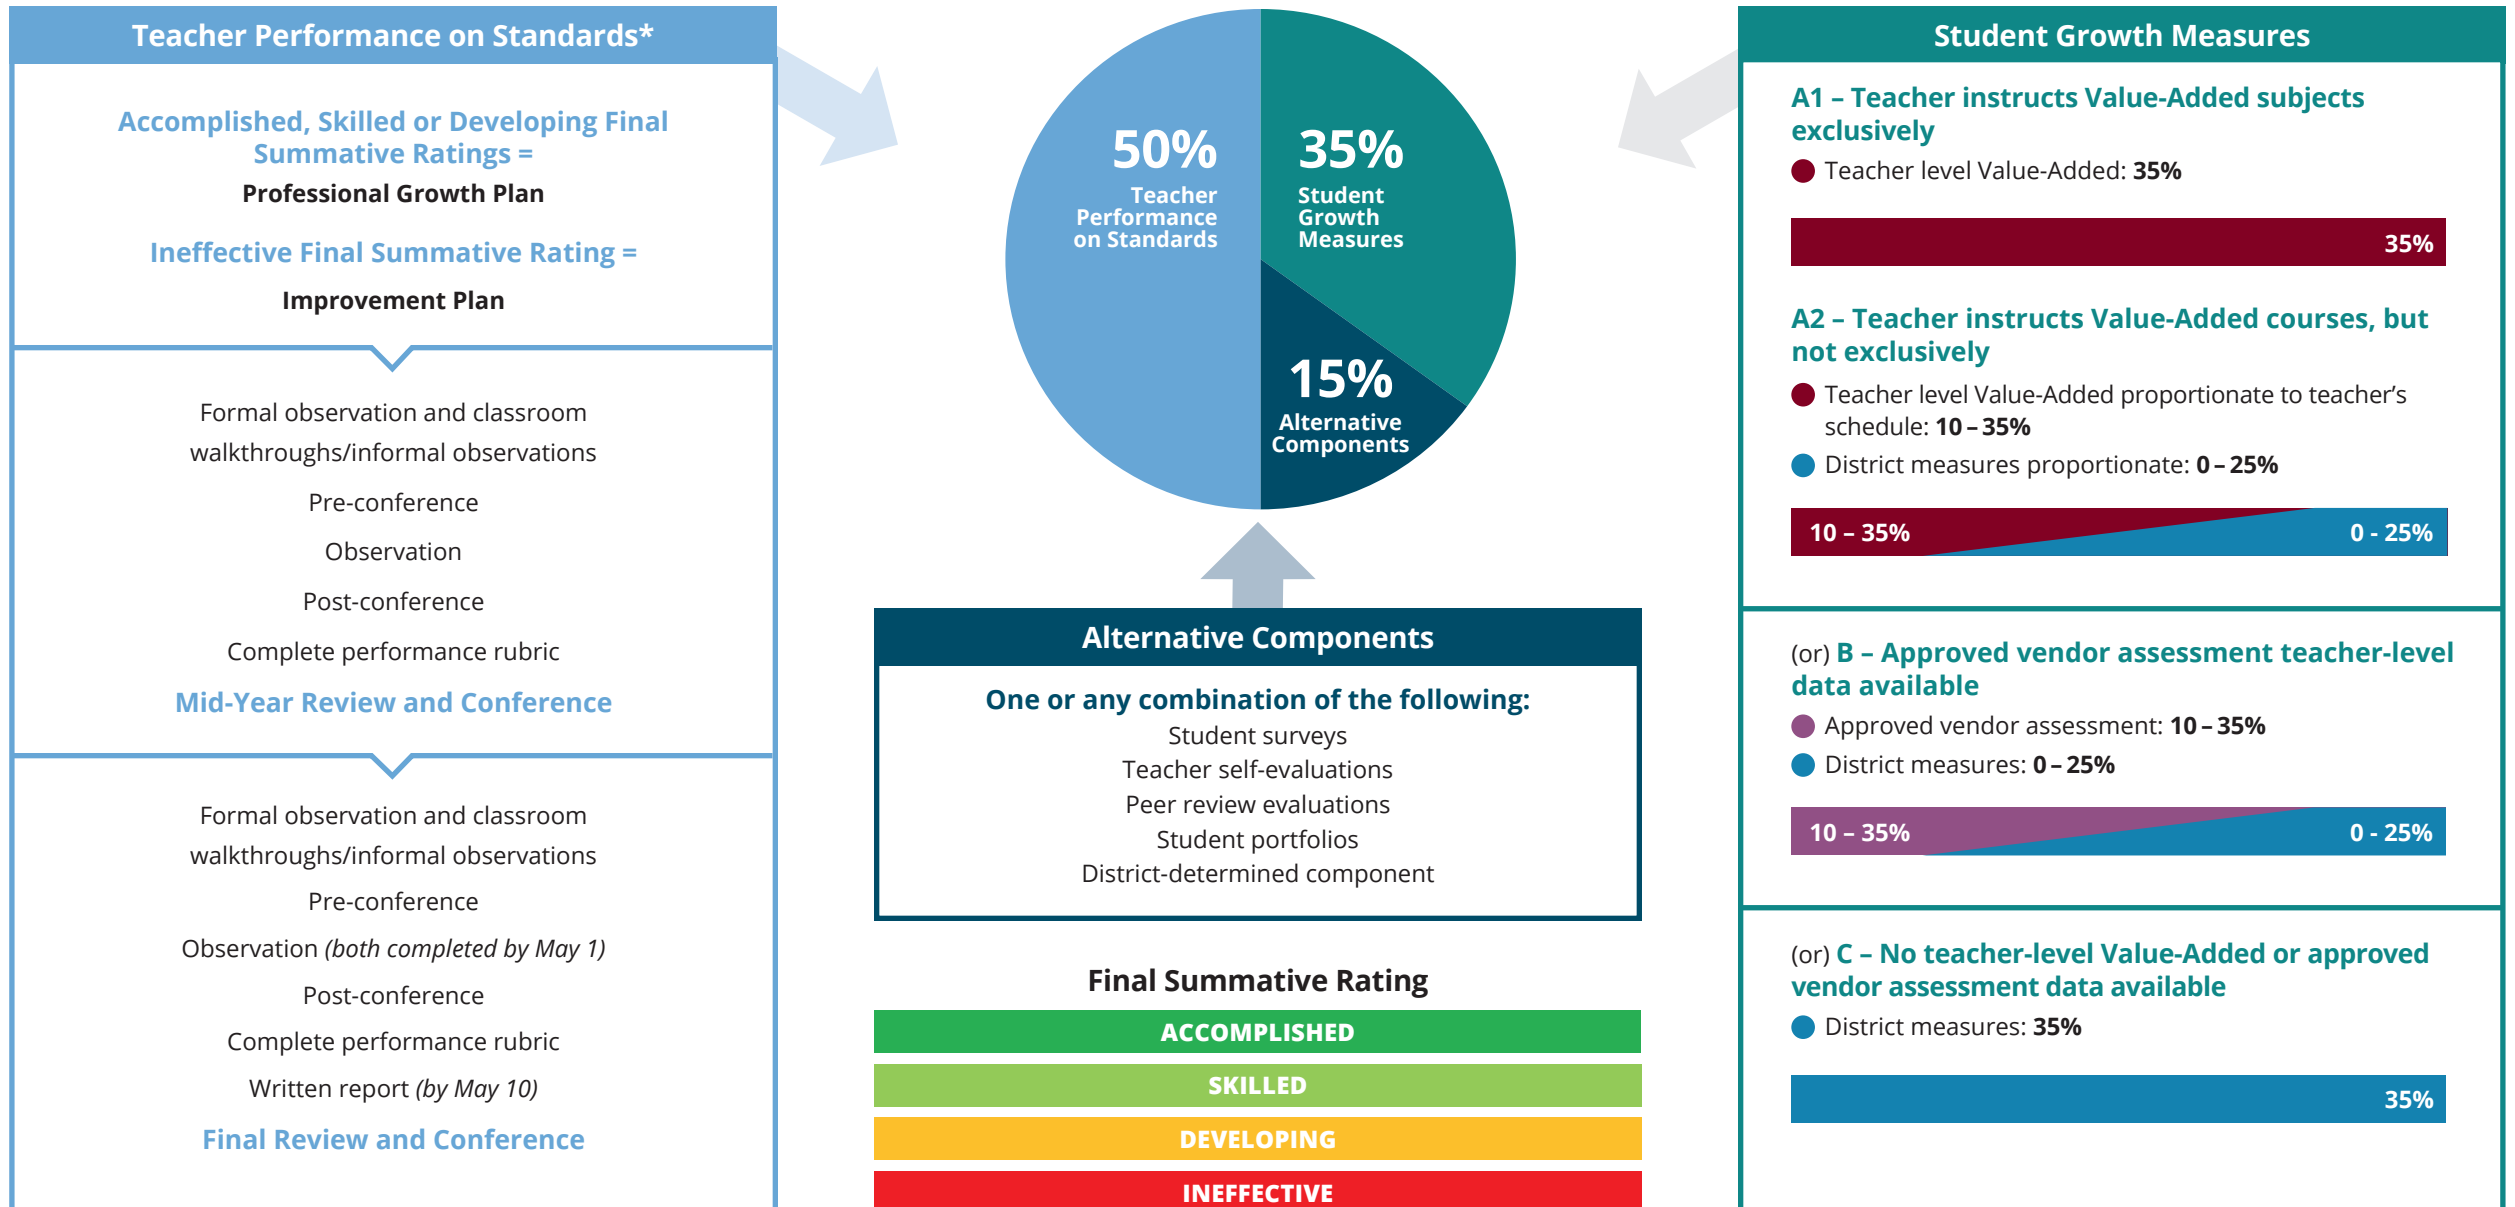 Teacher Performance on Standards*
Accomplished, Skilled or Developing Final
Summative Ratings =
Professional Growth Plan
Ineffective Final Summative Rating =
Improvement Plan
Formal observation and classroom
walkthroughs/informal observations
Pre-conference
Observation
Post-conference
Complete performance rubric
Mid-Year Review and Conference
Formal observation and classroom
walkthroughs/informal observations
Pre-conference
Observation (both completed by May 1)
Post-conference
Complete performance rubric
Written report (by May 10)
Final Review and Conference
50%
Teacher
Performance
on Standards
35%
Student
Growth
Measures
15%
Alternative
Components
Alternative Components
One or any combination of the following:
Student surveys
Teacher self-evaluations
Peer review evaluations
Student portfolios
District-determined component
Final Summative Rating
ACCOMPLISHED
SKILLED
DEVELOPING
INEFFECTIVE
Student Growth Measures
A1 – Teacher instructs Value-Added subjects
exclusively
Teacher level Value-Added: 35%
35%
A2 – Teacher instructs Value-Added courses, but
not exclusively
Teacher level Value-Added proportionate to teacher’s
schedule: 10 – 35%
District measures proportionate: 0 – 25%
10 – 35% 0 - 25%
(or) B – Approved vendor assessment teacher-level
data available
Approved vendor assessment: 10 – 35%
District measures: 0 – 25%
10 – 35% 0 - 25%
(or) C – No teacher-level Value-Added or approved
vendor assessment data available
District measures: 35%
35%